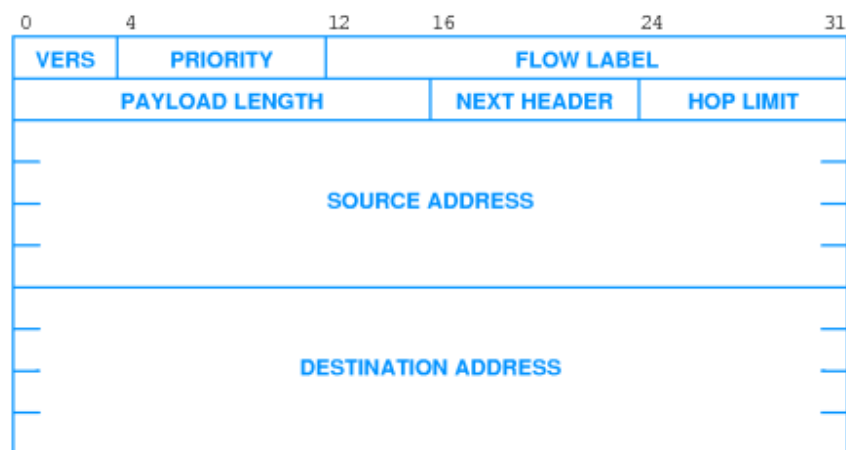 0 4 12 16 24 31
VERS PRIORITY FLOW LABEL
PAYLOAD LENGTH NEXT HEADER HOP LIMIT
SOURCE ADDRESS
DESTINATION ADDRESS